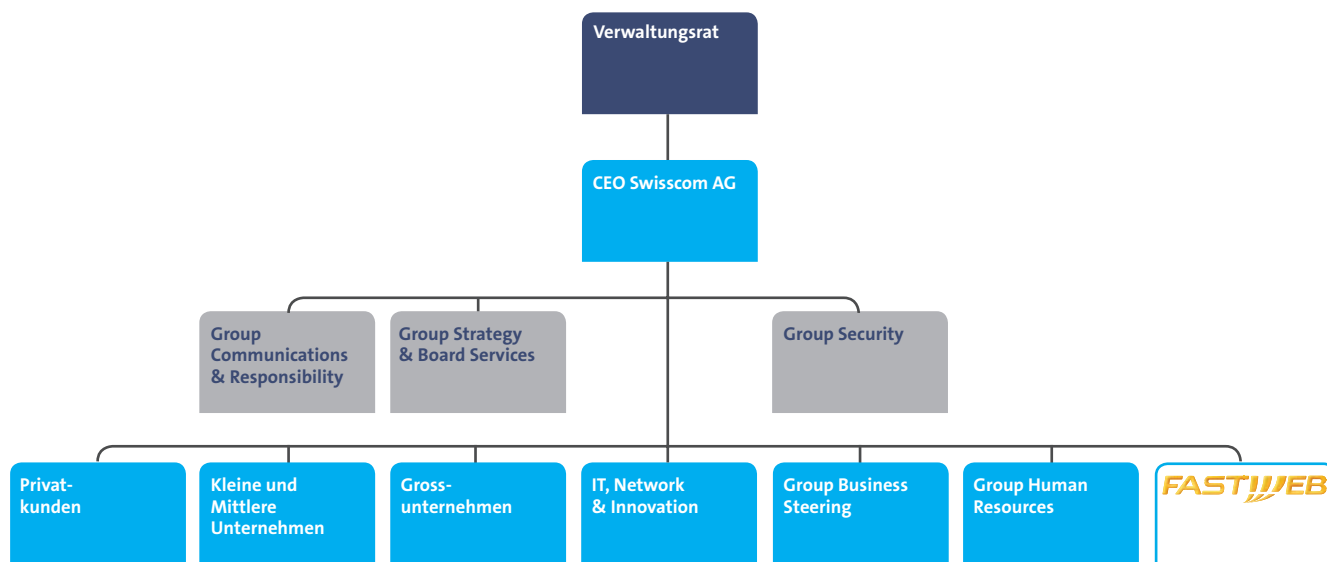 Verwaltungsrat
CEO Swisscom AG
Group
Communications
& Responsibility
Group Strategy
& Board Services
Group Security
Privat-
kunden
Kleine und
Mittlere
Unternehmen
Gross-
unternehmen
IT, Network
& Innovation
Group Business
Steering
Group Human
Resources
FASTWEB